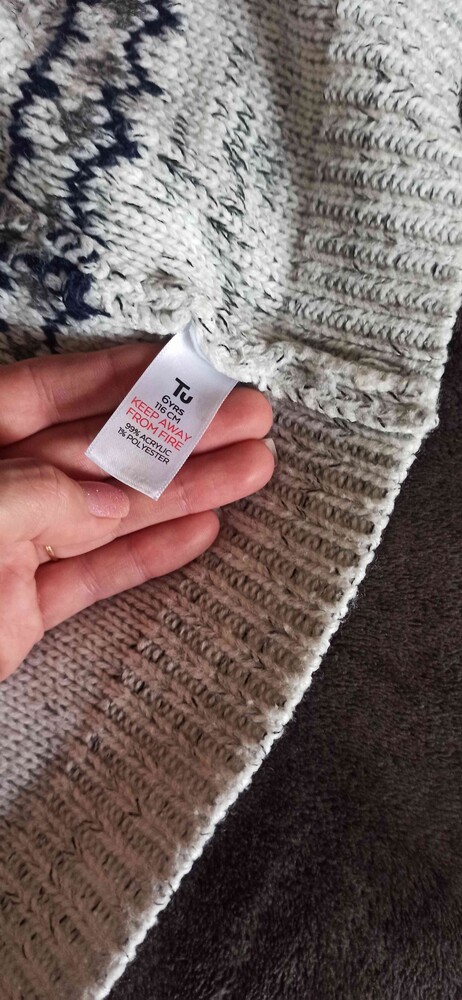 Tu
6YRS
116 CM
KEEP AWAY
FROM FIRE
99% ACRYLIC
1% POLYESTER